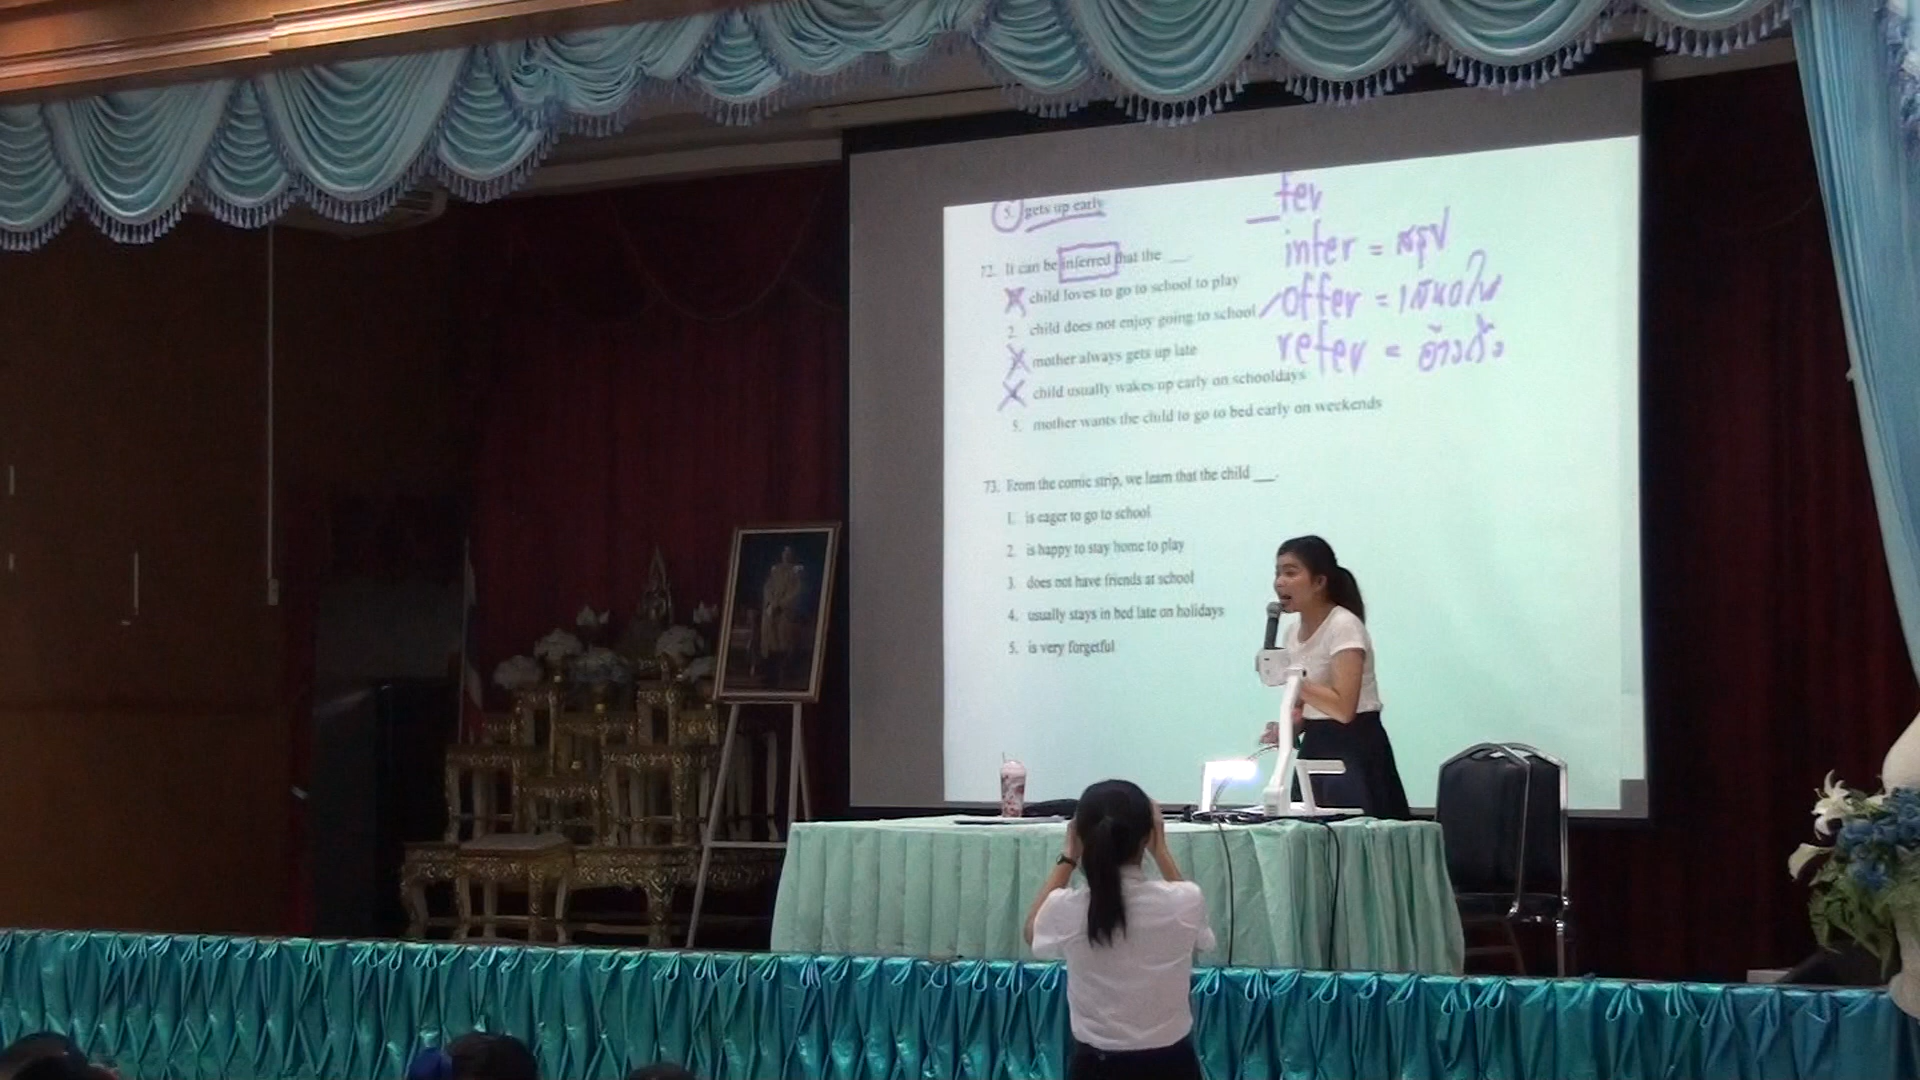 5. gets up early
_fer
infer = สรุป
offer = เสนอให้
refer = อ้างถึง
72. It can be inferred that the ___.
child loves to go to school to play
2. child does not enjoy going to school
mother always gets up late
child usually wakes up early on schooldays
5. mother wants the child to go to bed early on weekends
73. From the comic strip, we learn that the child ___.
1. is eager to go to school
2. is happy to stay home to play
3. does not have friends at school
4. usually stays in bed late on holidays
5. is very forgetful